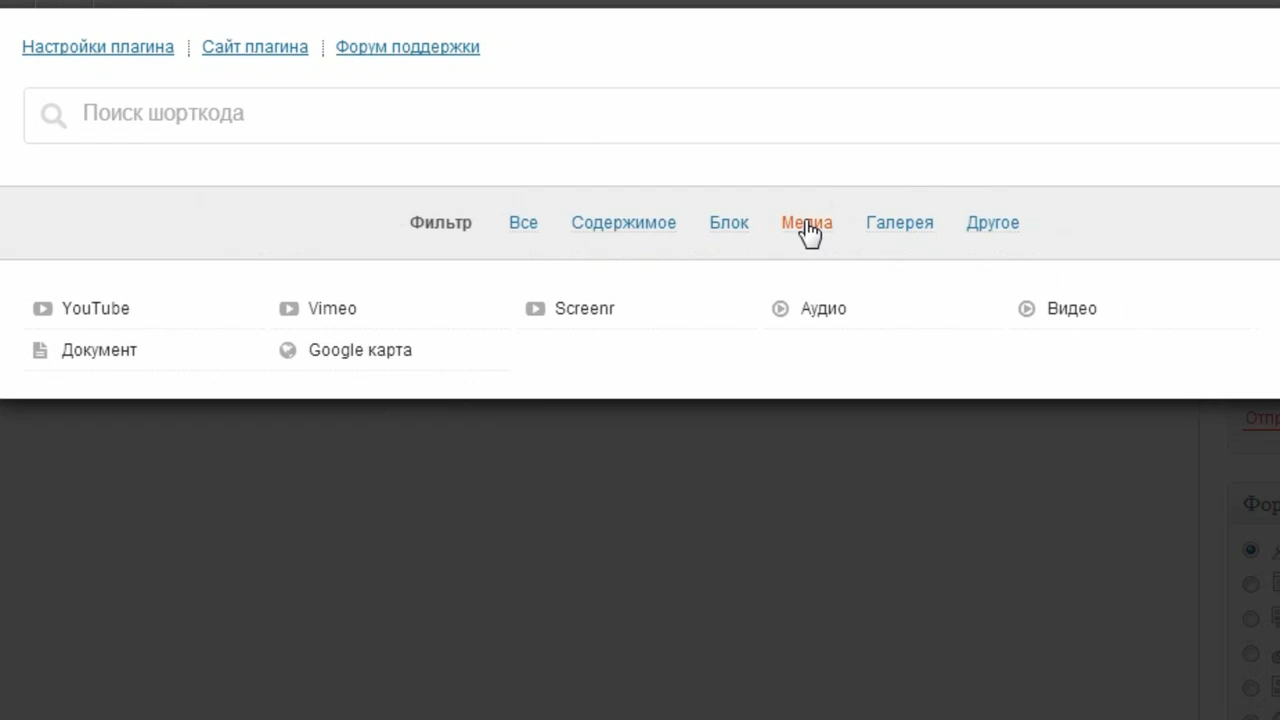 Настройки плагина | Сайт плагина | Форум поддержки
Поиск шорткода
Фильтр Все Содержимое Блок Медиа Галерея Другое
YouTube Vimeo Screenr Аудио Видео
Документ Google карта